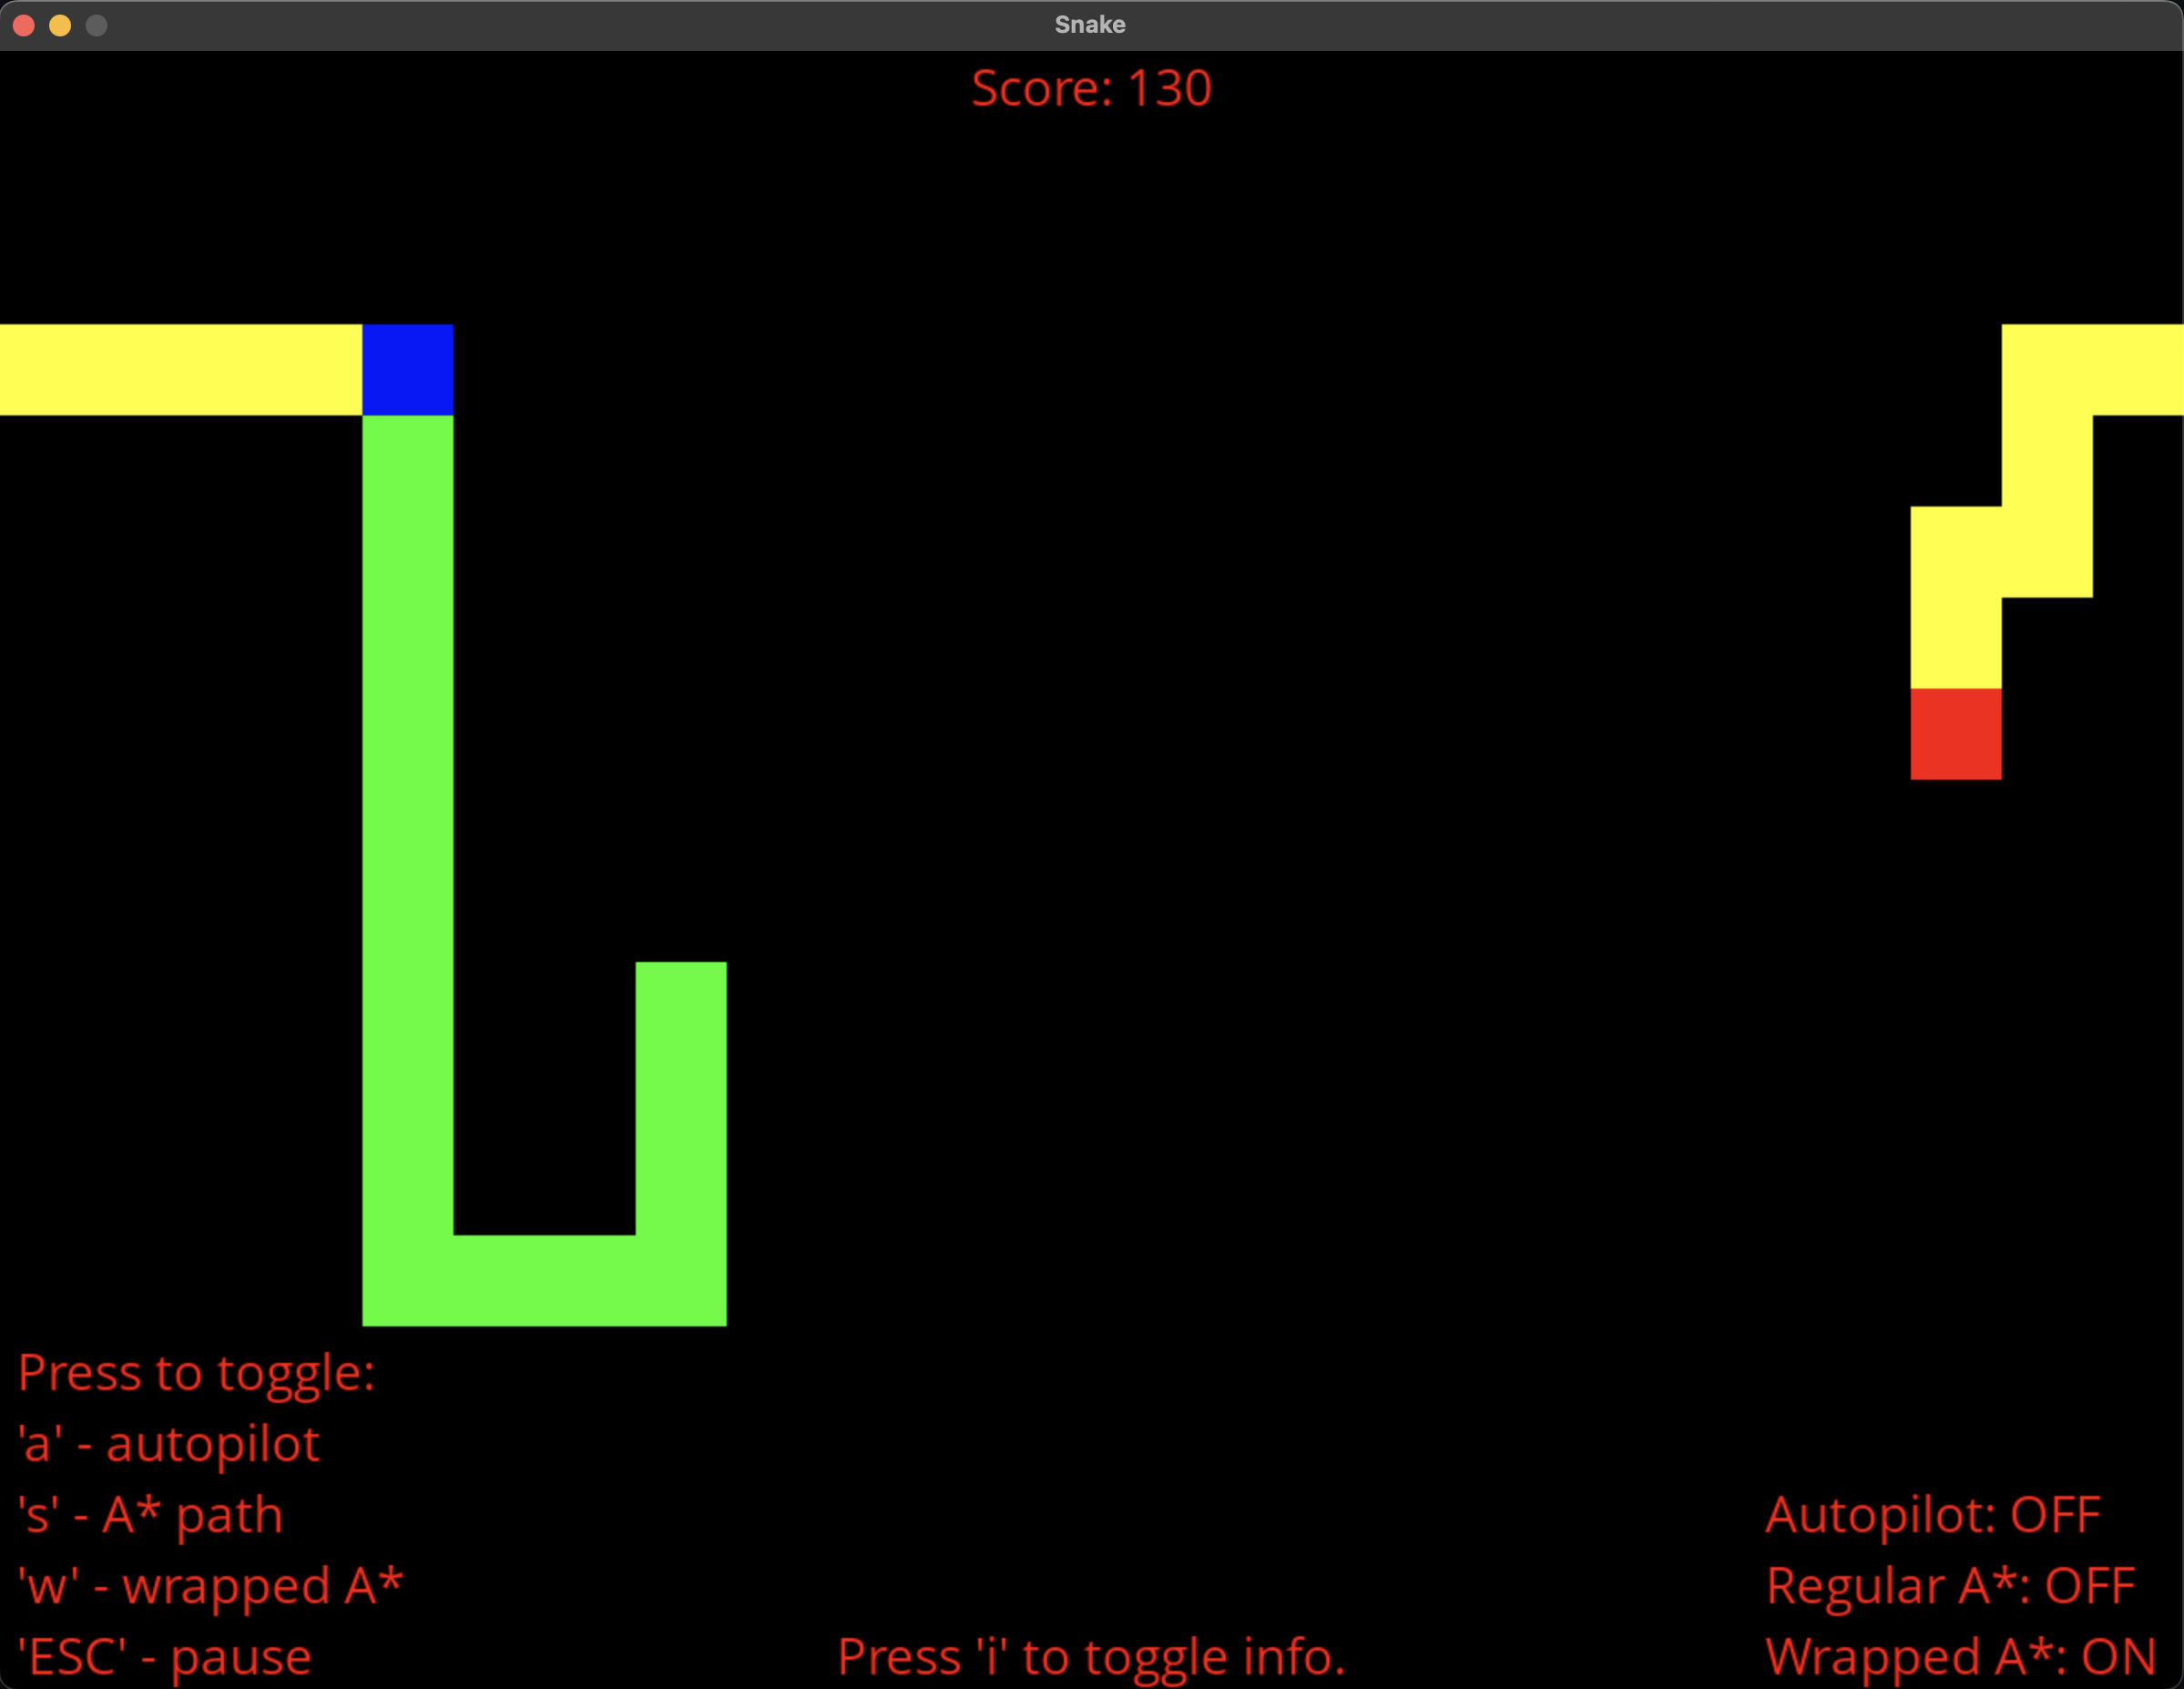 Snake
Score: 130
Press to toggle:
'a' - autopilot
's' - A* path
'w' - wrapped A*
'ESC' - pause
Press 'i' to toggle info.
Autopilot: OFF
Regular A*: OFF
Wrapped A*: ON